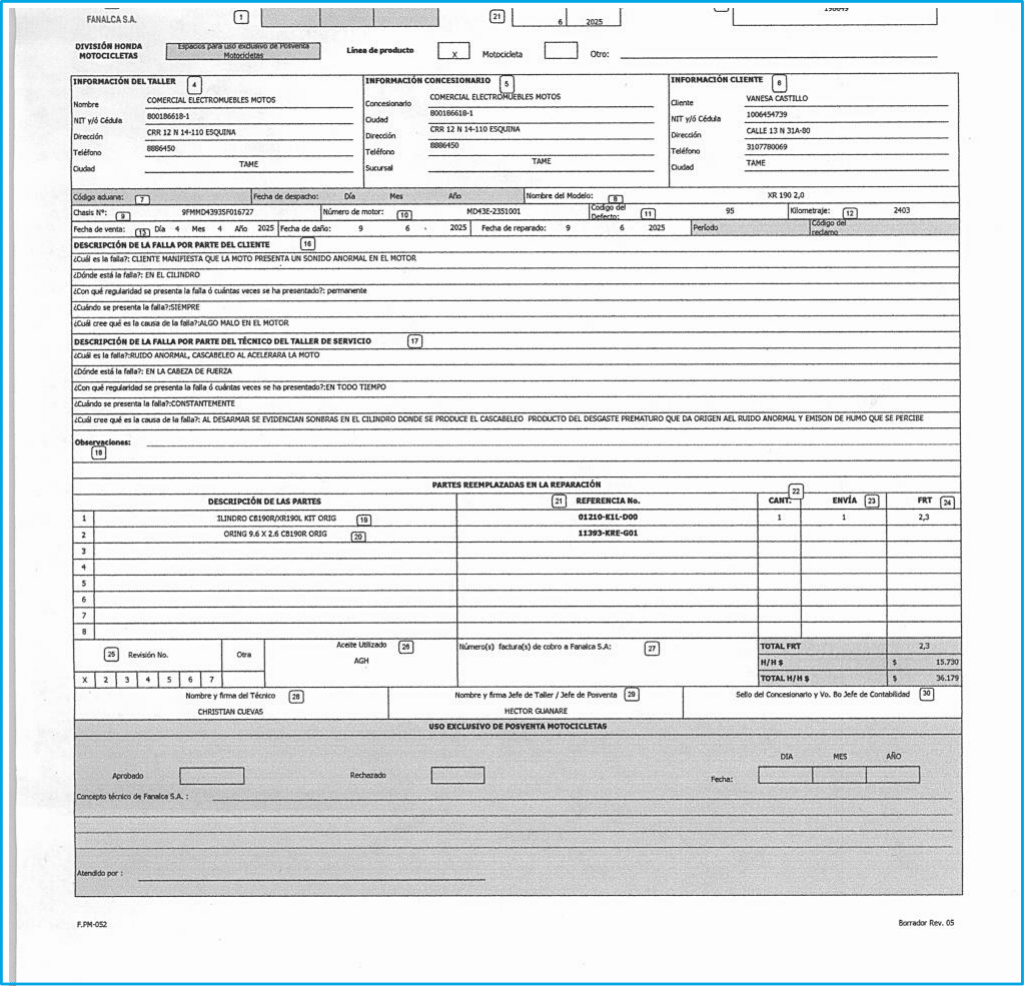 FANALCA S.A.
1
21
6
2025
DIVISIÓN HONDA
MOTOCICLETAS
Espacios para uso exclusivo de Posventa
Motocicletas
Línea de producto
X
Motocicleta
Otro:
INFORMACIÓN DEL TALLER 4
Nombre COMERCIAL ELECTROMUEBLES MOTOS
NIT y/ó Cédula 800186618-1
Dirección CRR 12 N 14-110 ESQUINA
Teléfono 8886450
Ciudad TAME
INFORMACIÓN CONCESIONARIO 5
Concesionario COMERCIAL ELECTROMUEBLES MOTOS
Ciudad 800186618-1
Dirección CRR 12 N 14-110 ESQUINA
Teléfono 8886450
Sucursal TAME
INFORMACIÓN CLIENTE 6
Cliente VANESA CASTILLO
NIT y/ó Cédula 1006454739
Dirección CALLE 13 N 31A-80
Teléfono 3107780069
Ciudad TAME
Código aduana: 7 Fecha de despacho: Día Mes Año Nombre del Modelo: 8 XR 190 2,0
Chasis N°: 9 9FMMD4393SF016727 Número de motor: 10 MD43E-2351001 Codigo del Defecto: 11 95 Kilometraje: 12 2403
Fecha de venta: 13 Día 4 Mes 4 Año 2025 Fecha de daño: 9 6 . 2025 Fecha de reparado: 9 6 2025 Período Código del reclamo
DESCRIPCIÓN DE LA FALLA POR PARTE DEL CLIENTE 16
¿Cuál es la falla?: CLIENTE MANIFIESTA QUE LA MOTO PRESENTA UN SONIDO ANORMAL EN EL MOTOR
¿Dónde está la falla?: EN EL CILINDRO
¿Con qué regularidad se presenta la falla ó cuántas veces se ha presentado?: permanente
¿Cuándo se presenta la falla?:SIEMPRE
¿Cuál cree qué es la causa de la falla?:ALGO MALO EN EL MOTOR
DESCRIPCIÓN DE LA FALLA POR PARTE DEL TÉCNICO DEL TALLER DE SERVICIO 17
¿Cuál es la falla?:RUIDO ANORMAL, CASCABELEO AL ACELERARA LA MOTO
¿Dónde está la falla?: EN LA CABEZA DE FUERZA
¿Con qué regularidad se presenta la falla ó cuántas veces se ha presentado?:EN TODO TIEMPO
¿Cuándo se presenta la falla?:CONSTANTEMENTE
¿Cuál cree qué es la causa de la falla?: AL DESARMAR SE EVIDENCIAN SONBRAS EN EL CILINDRO DONDE SE PRODUCE EL CASCABELEO PRODUCTO DEL DESGASTE PREMATURO QUE DA ORIGEN AEL RUIDO ANORMAL Y EMISON DE HUMO QUE SE PERCIBE
Observaciones:
18
PARTES REEMPLAZADAS EN LA REPARACIÓN
DESCRIPCIÓN DE LAS PARTES 21 REFERENCIA No. CANT. 22 ENVÍA 23 FRT 24
1 ILINDRO CB190R/XR190L KIT ORIG 19 01210-K1L-D00 1 1 2,3
2 ORING 9.6 X 2.6 CB190R ORIG 20 11393-KRE-G01
3
4
5
6
7
8
25 Revisión No. Otra
X 2 3 4 5 6 7
Aceite Utilizado 26
AGH
Número(s) factura(s) de cobro a Fanalca S.A: 27
TOTAL FRT 2,3
H/H $ $ 15.730
TOTAL H/H $ $ 36.179
Nombre y firma del Técnico 28
CHRISTIAN CUEVAS
Nombre y firma Jefe de Taller / Jefe de Posventa 29
HECTOR GUANARE
Sello del Concesionario y Vo. Bo Jefe de Contabilidad 30
USO EXCLUSIVO DE POSVENTA MOTOCICLETAS
DIA MES AÑO
Aprobado Rechazado Fecha:
Concepto técnico de Fanalca S.A. :
Atendido por :
F.PM-052
Borrador Rev. 05